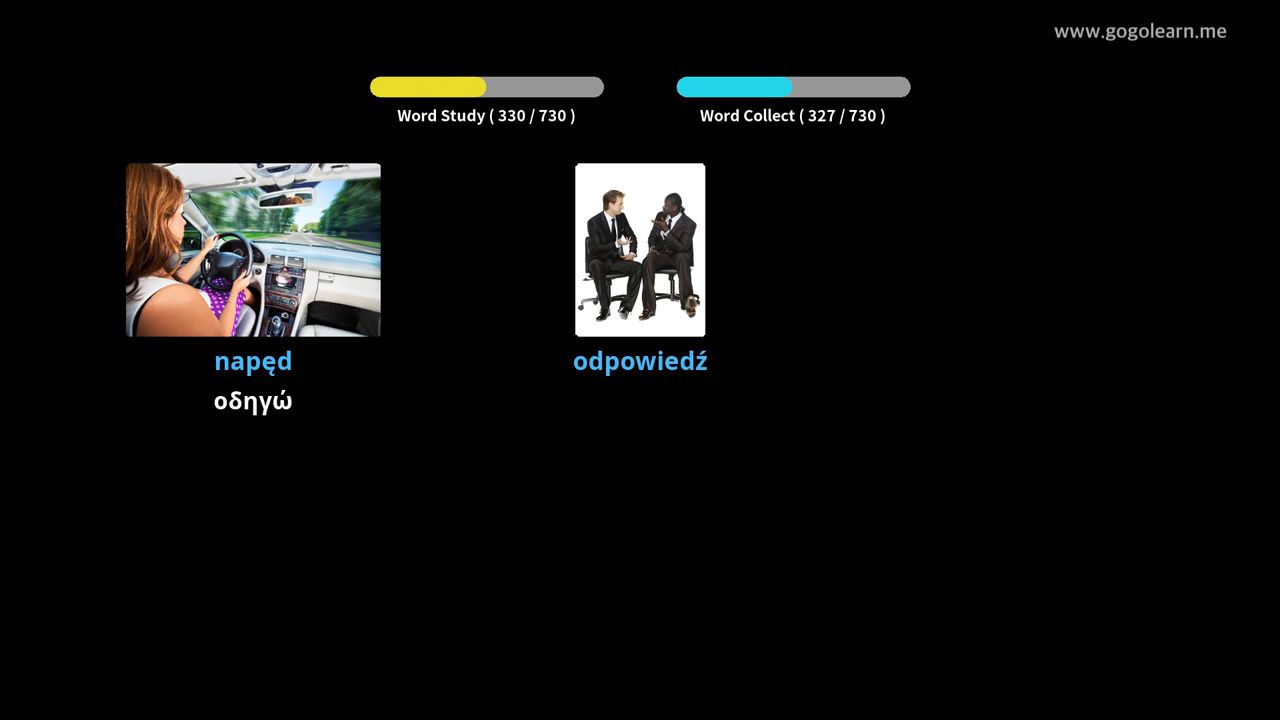 www.gogolearn.me
Word Study ( 330 / 730 )
Word Collect ( 327 / 730 )
napęd
οδηγώ
odpowiedź